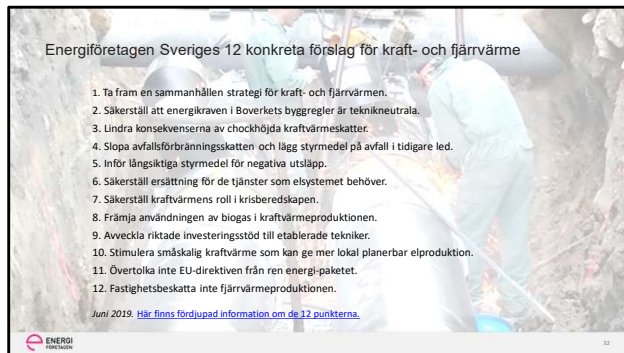 Energiföretagen Sveriges 12 konkreta förslag för kraft- och fjärrvärme
1. Ta fram en sammanhållen strategi för kraft- och fjärrvärmen.
2. Säkerställ att energikraven i Boverkets byggregler är teknikneutrala.
3. Lindra konsekvenserna av chockhöjda kraftvärmeskatter.
4. Slopa avfallsförbränningsskatten och lägg styrmedel på avfall i tidigare led.
5. Inför långsiktiga styrmedel för negativa utsläpp.
6. Säkerställ ersättning för de tjänster som elsystemet behöver.
7. Säkerställ kraftvärmens roll i krisberedskapen.
8. Främja användningen av biogas i kraftvärmeproduktionen.
9. Avveckla riktade investeringsstöd till etablerade tekniker.
10. Stimulera småskalig kraftvärme som kan ge mer lokal planerbar elproduktion.
11. Övertolka inte EU-direktiven från ren energi-paketet.
12. Fastighetsbeskatta inte fjärrvärmeproduktionen.
Juni 2019. Här finns fördjupad information om de 12 punkterna.
ENERGI
FÖRETAGEN
32